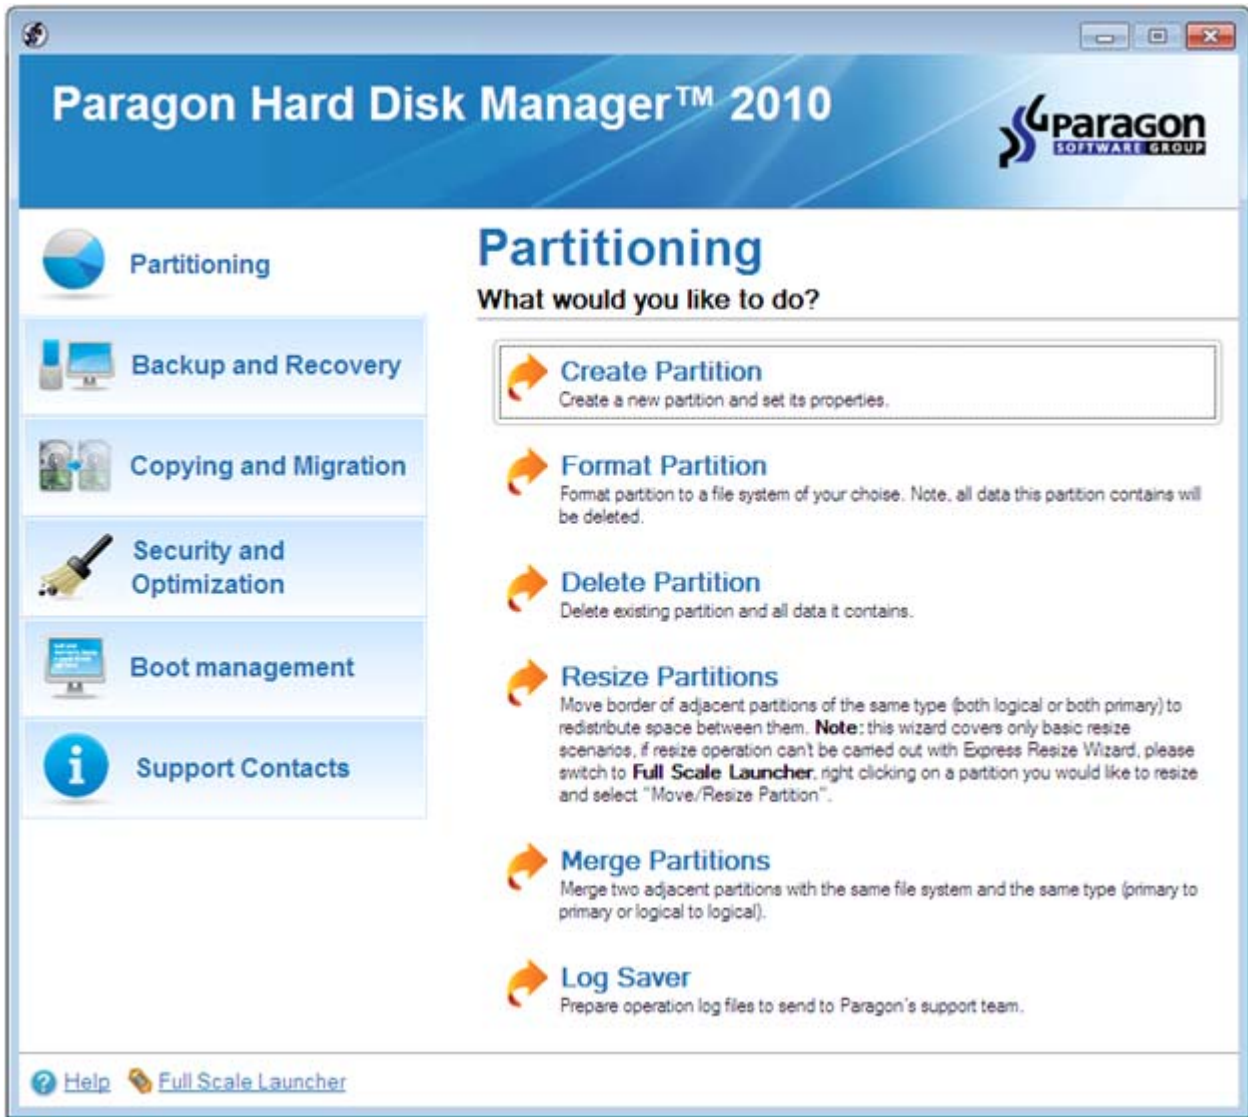 Paragon Hard Disk Manager™ 2010
Paragon
SOFTWARE GROUP
Partitioning
Backup and Recovery
Copying and Migration
Security and
Optimization
Boot management
Support Contacts
Partitioning
What would you like to do?
Create Partition
Create a new partition and set its properties.
Format Partition
Format partition to a file system of your choise. Note, all data this partition contains will
be deleted.
Delete Partition
Delete existing partition and all data it contains.
Resize Partitions
Move border of adjacent partitions of the same type (both logical or both primary) to
redistribute space between them. Note: this wizard covers only basic resize
scenarios, if resize operation can't be carried out with Express Resize Wizard, please
switch to Full Scale Launcher, right clicking on a partition you would like to resize
and select "Move/Resize Partition".
Merge Partitions
Merge two adjacent partitions with the same file system and the same type (primary to
primary or logical to logical).
Log Saver
Prepare operation log files to send to Paragon's support team.
Help
Full Scale Launcher